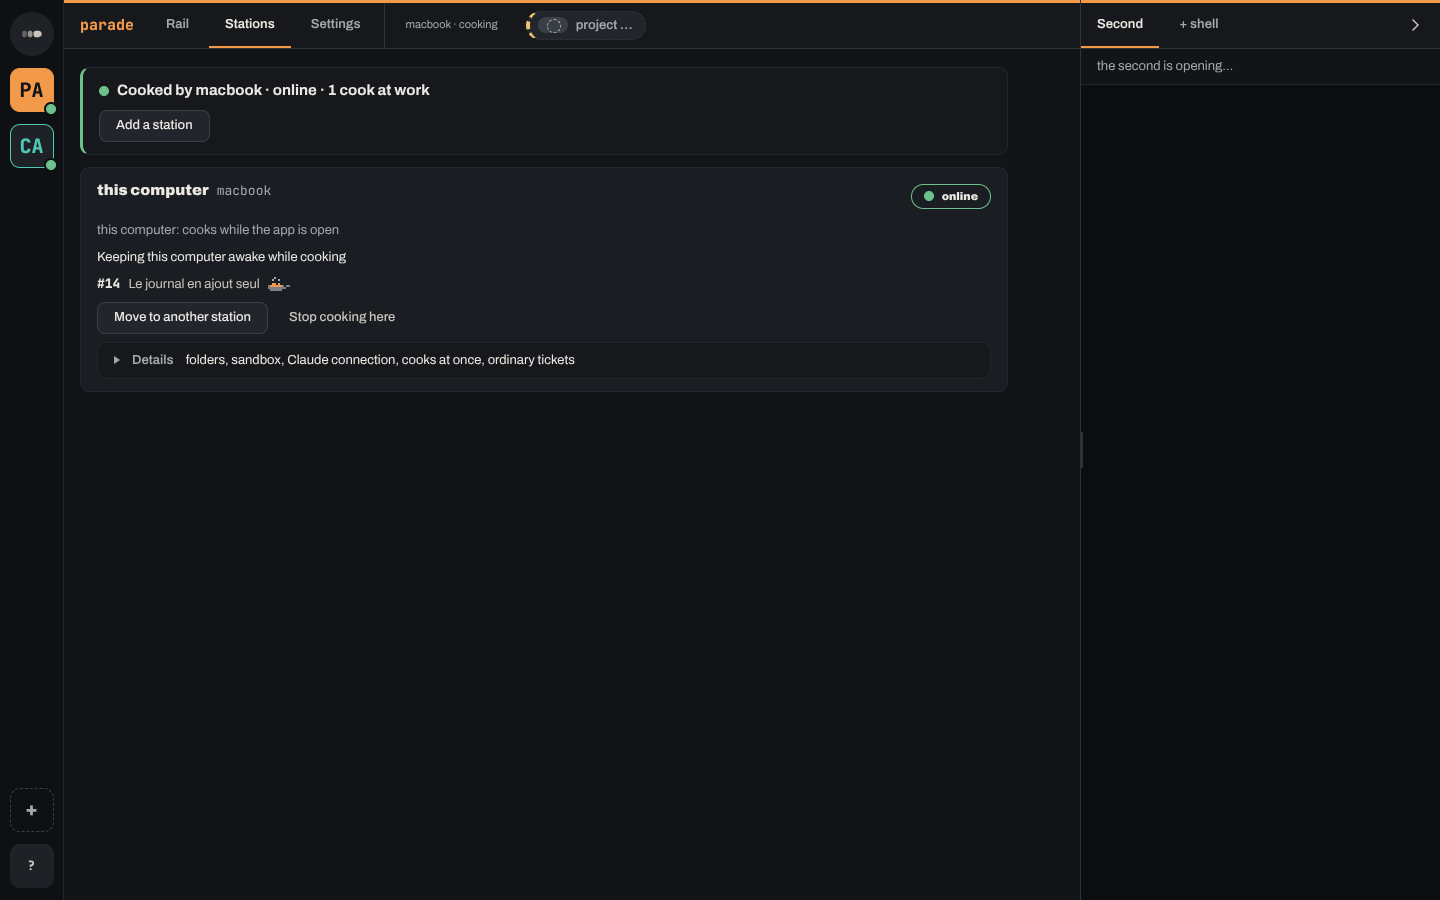 PA
CA
+
?
parade
Rail
Stations
Settings
macbook · cooking
project ...
Cooked by macbook · online · 1 cook at work
Add a station
this computer macbook
online
this computer: cooks while the app is open
Keeping this computer awake while cooking
#14 Le journal en ajout seul
Move to another station
Stop cooking here
Details folders, sandbox, Claude connection, cooks at once, ordinary tickets
Second
+ shell
the second is opening...